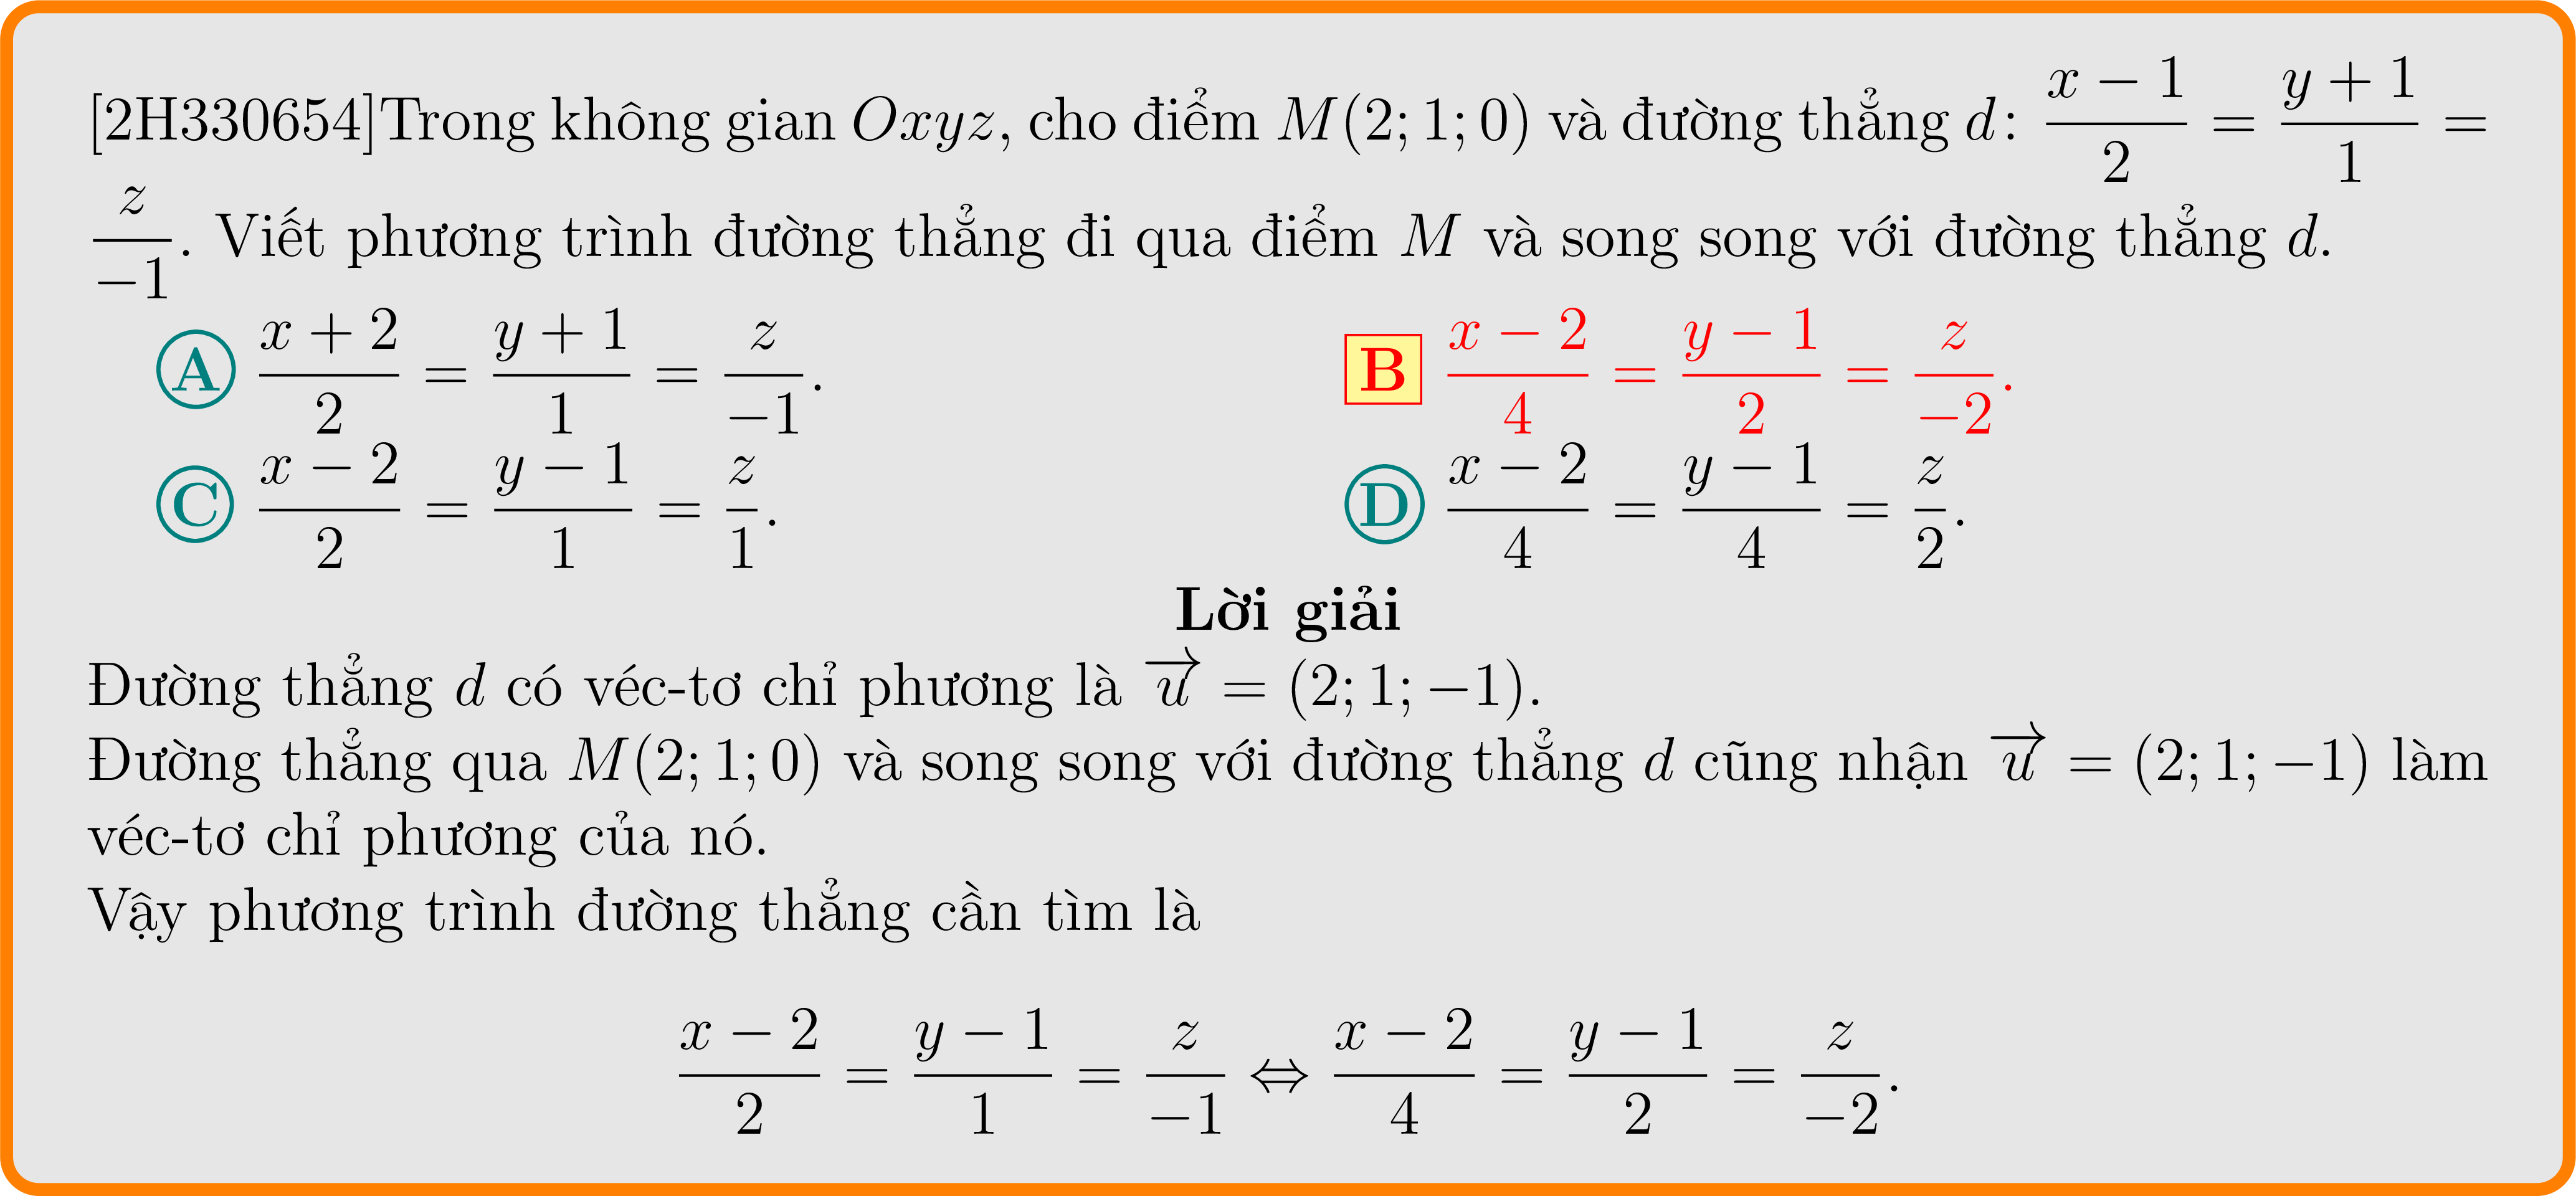 [2H330654]Trong không gian Oxyz, cho điểm M(2; 1; 0) và đường thẳng d: \frac{x − 1}{2} = \frac{y + 1}{1} =
\frac{z}{−1}. Viết phương trình đường thẳng đi qua điểm M và song song với đường thẳng d.
A \frac{x + 2}{2} = \frac{y + 1}{1} = \frac{z}{−1}. B \frac{x − 2}{4} = \frac{y − 1}{2} = \frac{z}{−2}.
C \frac{x − 2}{2} = \frac{y − 1}{1} = \frac{z}{1}. D \frac{x − 2}{4} = \frac{y − 1}{4} = \frac{z}{2}.
Lời giải
Đường thẳng d có véc-tơ chỉ phương là \overrightarrow{u} = (2; 1; −1).
Đường thẳng qua M(2; 1; 0) và song song với đường thẳng d cũng nhận \overrightarrow{u} = (2; 1; −1) làm
véc-tơ chỉ phương của nó.
Vậy phương trình đường thẳng cần tìm là
\frac{x − 2}{2} = \frac{y − 1}{1} = \frac{z}{−1} ⇔ \frac{x − 2}{4} = \frac{y − 1}{2} = \frac{z}{−2}.